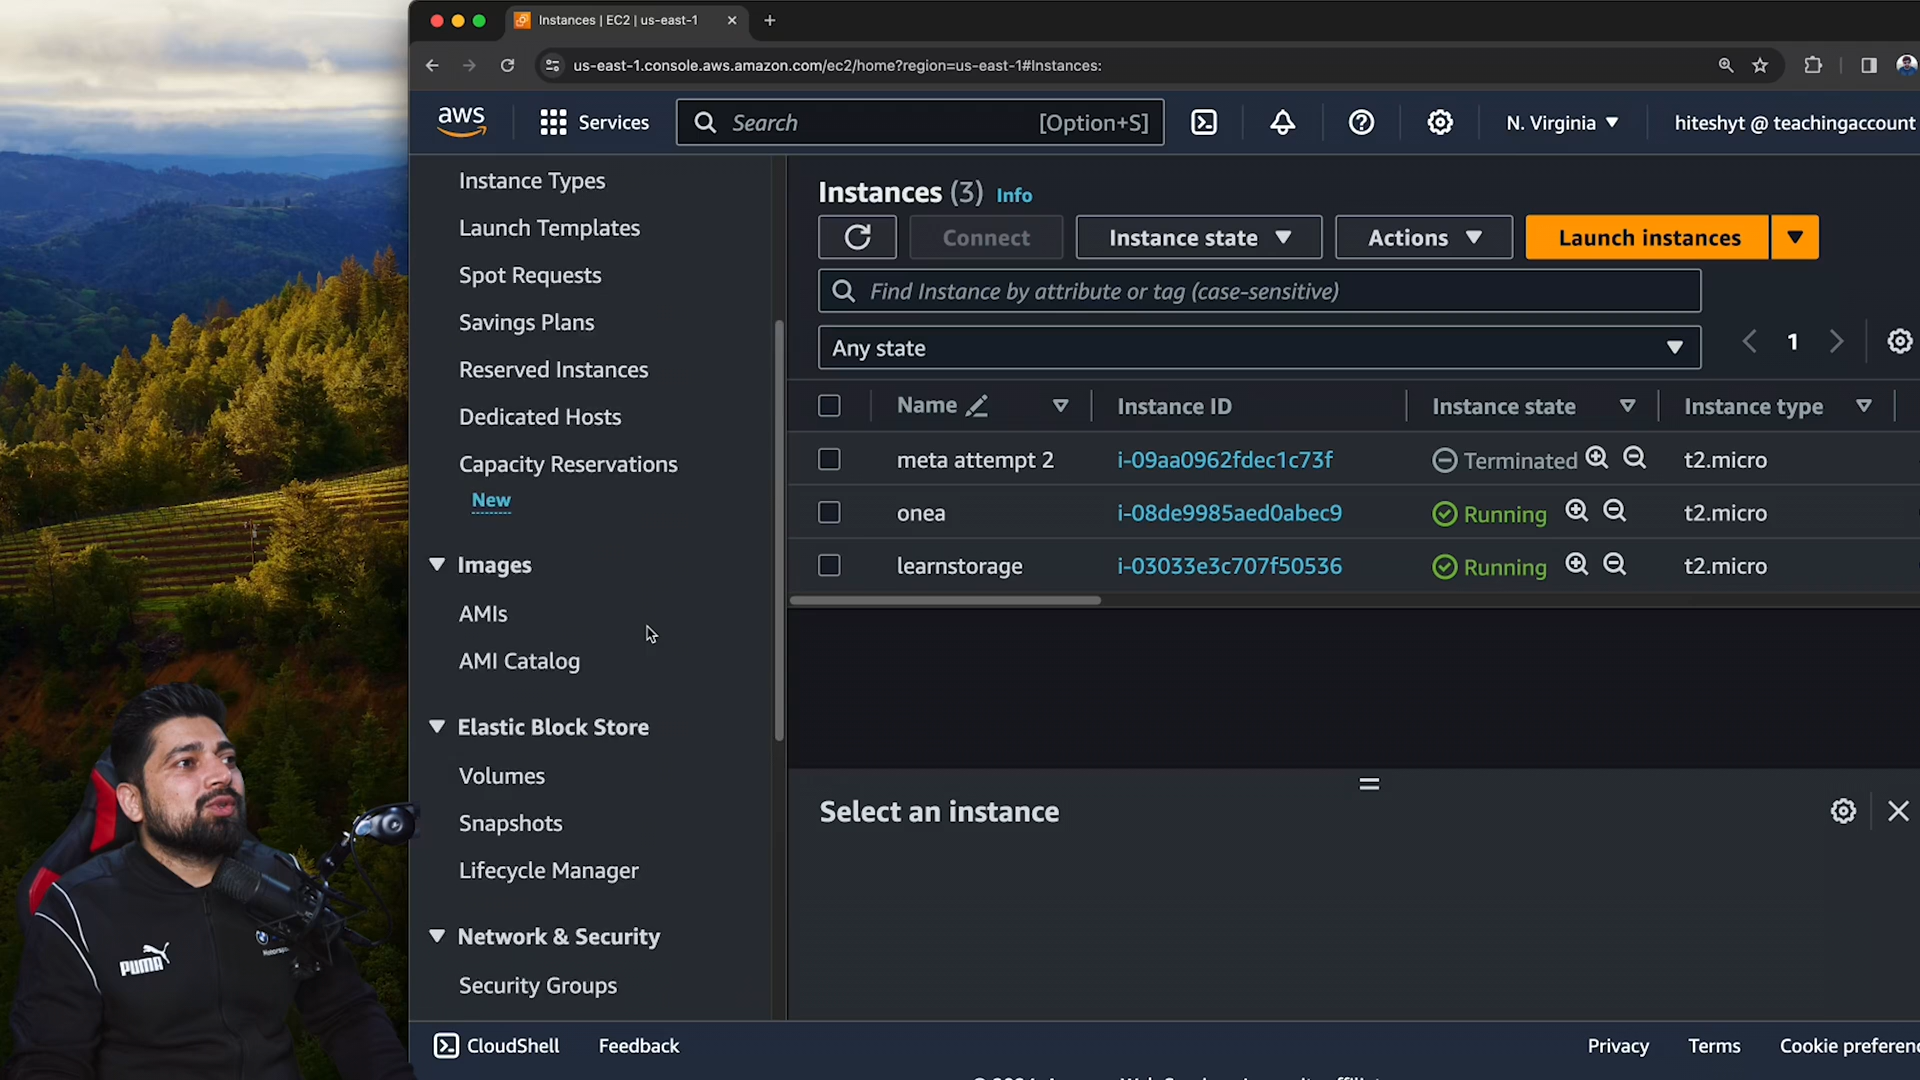 Instances | EC2 | us-east-1
us-east-1.console.aws.amazon.com/ec2/home?region=us-east-1#Instances:
aws
Services
Search
[Option+S]
N. Virginia
hiteshyt @ teachingaccount
Instance Types
Launch Templates
Spot Requests
Savings Plans
Reserved Instances
Dedicated Hosts
Capacity Reservations
New
Images
AMIs
AMI Catalog
Elastic Block Store
Volumes
Snapshots
Lifecycle Manager
Network & Security
Security Groups
Instances (3) Info
Connect
Instance state
Actions
Launch instances
Find Instance by attribute or tag (case-sensitive)
Any state
1
Name Instance ID Instance state Instance type
meta attempt 2 i-09aa0962fdec1c73f Terminated t2.micro
onea i-08de9985aed0abec9 Running t2.micro
learnstorage i-03033e3c707f50536 Running t2.micro
Select an instance
PUMA
CloudShell
Feedback
Privacy
Terms